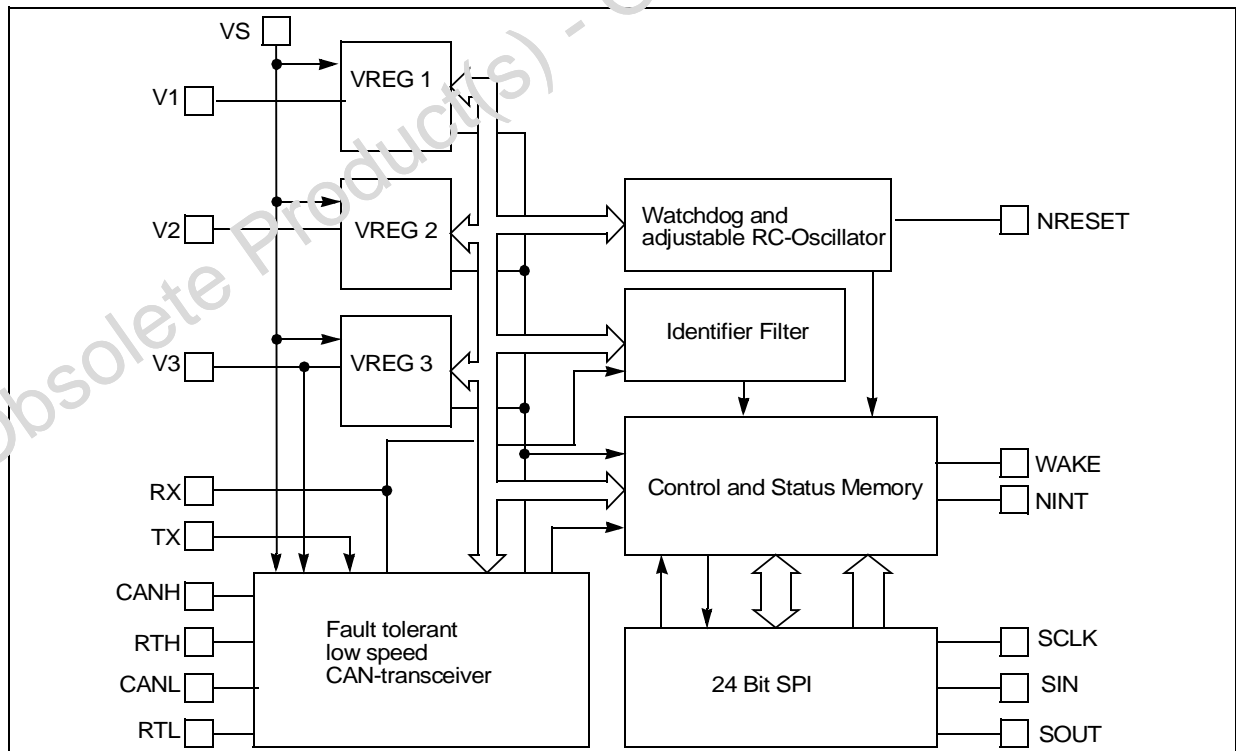 Obsolete Product(s) -
VS
VREG 1
V1
VREG 2
V2
Watchdog and
adjustable RC-Oscillator
NRESET
Identifier Filter
VREG 3
V3
Control and Status Memory
WAKE
NINT
RX
TX
CANH
RTH
CANL
RTL
Fault tolerant
low speed
CAN-transceiver
24 Bit SPI
SCLK
SIN
SOUT